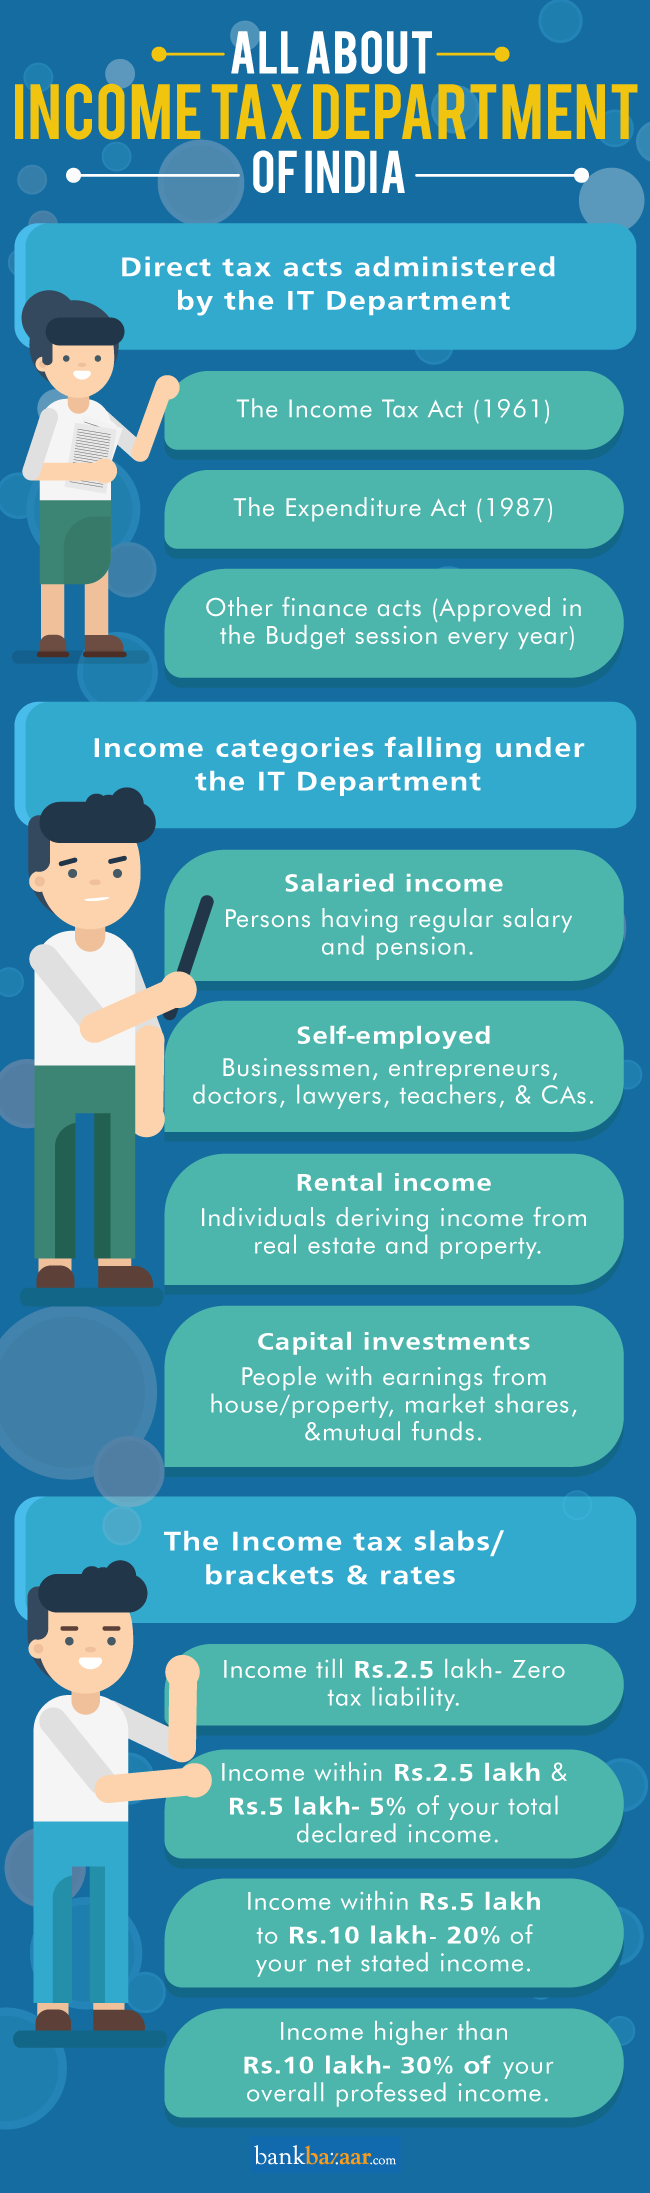 ALL ABOUT
INCOME TAX DEPARTMENT
OF INDIA
Direct tax acts administered
by the IT Department
The Income Tax Act (1961)
The Expenditure Act (1987)
Other finance acts (Approved in
the Budget session every year)
Income categories falling under
the IT Department
Salaried income
Persons having regular salary
and pension.
Self-employed
Businessmen, entrepreneurs,
doctors, lawyers, teachers, & CAs.
Rental income
Individuals deriving income from
real estate and property.
Capital investments
People with earnings from
house/property, market shares,
&mutual funds.
The Income tax slabs/
brackets & rates
Income till Rs.2.5 lakh- Zero
tax liability.
Income within Rs.2.5 lakh &
Rs.5 lakh- 5% of your total
declared income.
Income within Rs.5 lakh
to Rs.10 lakh- 20% of
your net stated income.
Income higher than
Rs.10 lakh- 30% of your
overall professed income.
bankbazaar.com